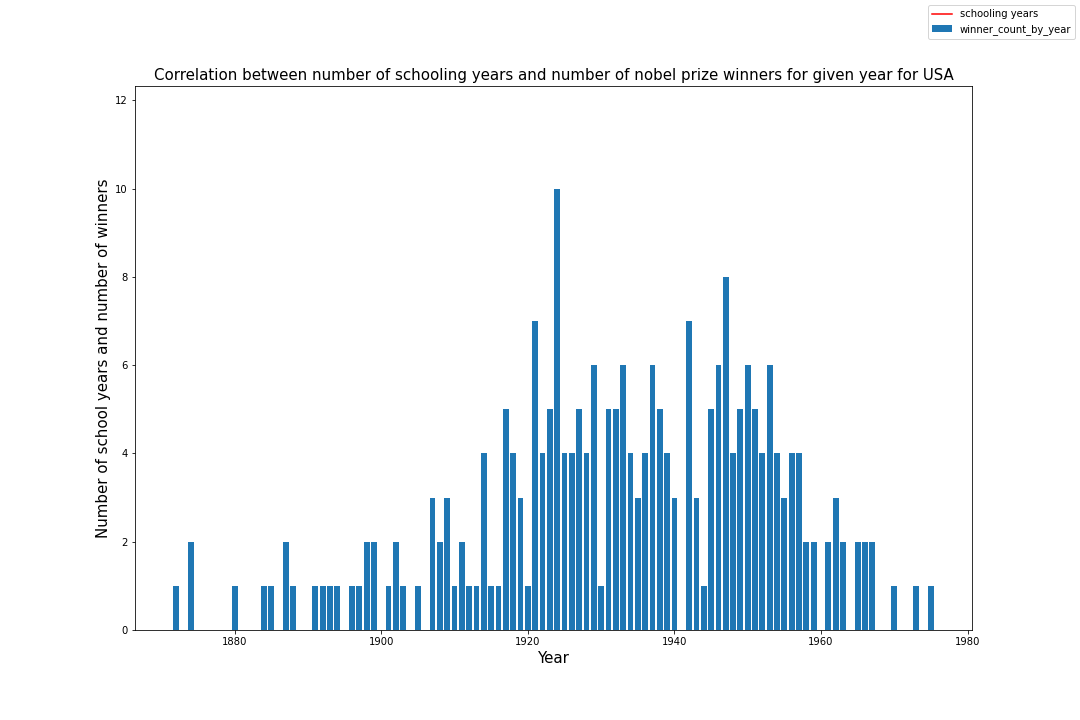 schooling years
winner_count_by_year
Correlation between number of schooling years and number of nobel prize winners for given year for USA
12
10
8
6
4
2
0
Number of school years and number of winners
1880 1900 1920 1940 1960 1980
Year